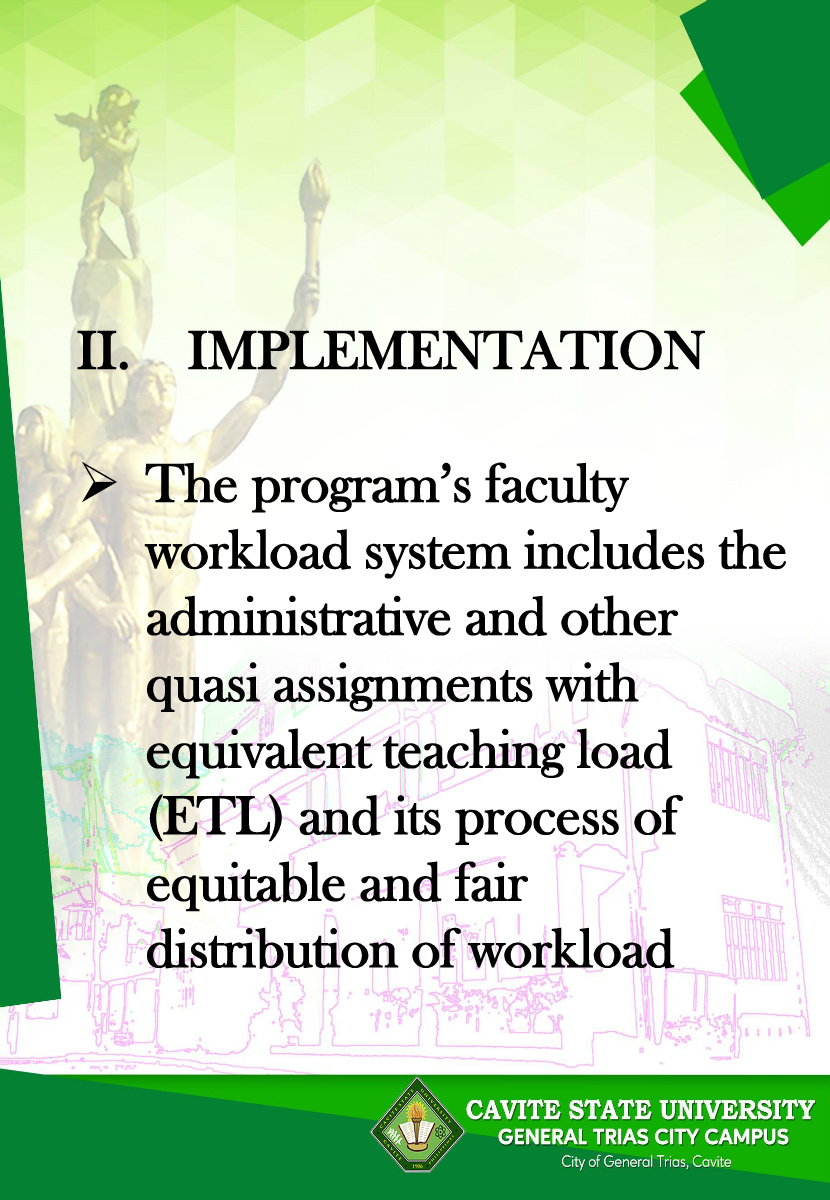 II. IMPLEMENTATION
➢ The program’s faculty
workload system includes the
administrative and other
quasi assignments with
equivalent teaching load
(ETL) and its process of
equitable and fair
distribution of workload
CAVITE STATE UNIVERSITY
GENERAL TRIAS CITY CAMPUS
City of General Trias, Cavite
1906